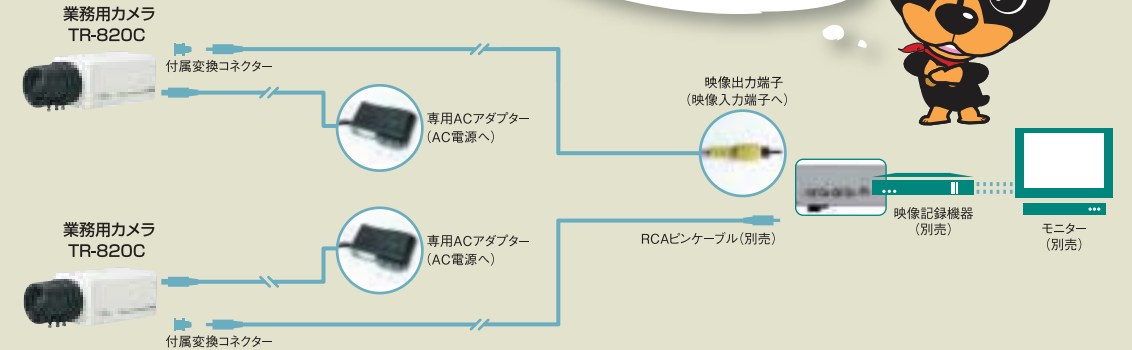 業務用カメラ
TR-820C
付属変換コネクター
専用ACアダプター
(AC電源へ)
映像出力端子
(映像入力端子へ)
業務用カメラ
TR-820C
専用ACアダプター
(AC電源へ)
付属変換コネクター
RCAピンケーブル(別売)
映像記録機器
(別売)
モニター
(別売)